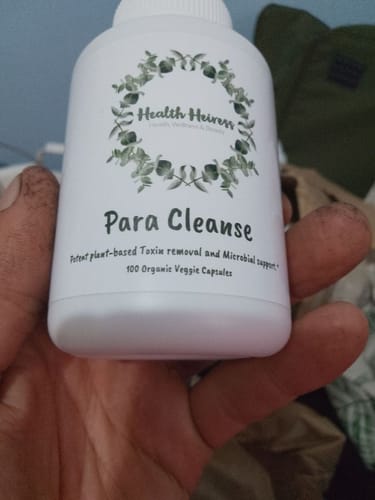 Health Heiress
Health, Wellness & Beauty
Para Cleanse
Potent plant-based Toxin removal and Microbial support *
100 Organic Veggie Capsules